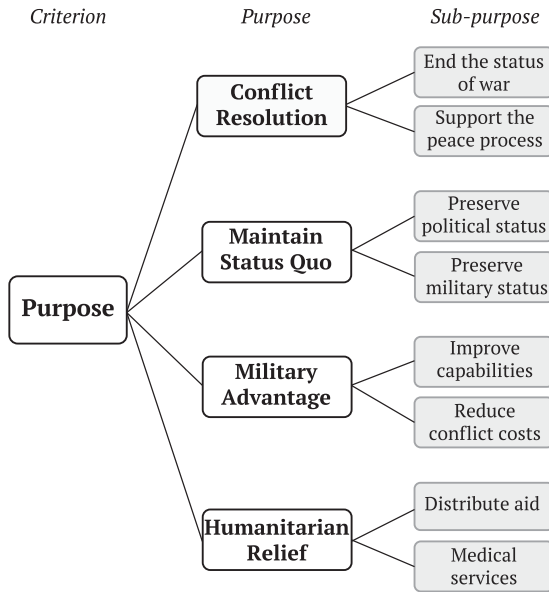 Criterion
Purpose
Sub-purpose
Purpose
Conflict
Resolution
End the status
of war
Support the
peace process
Maintain
Status Quo
Preserve
political status
Preserve
military status
Military
Advantage
Improve
capabilities
Reduce
conflict costs
Humanitarian
Relief
Distribute aid
Medical
services